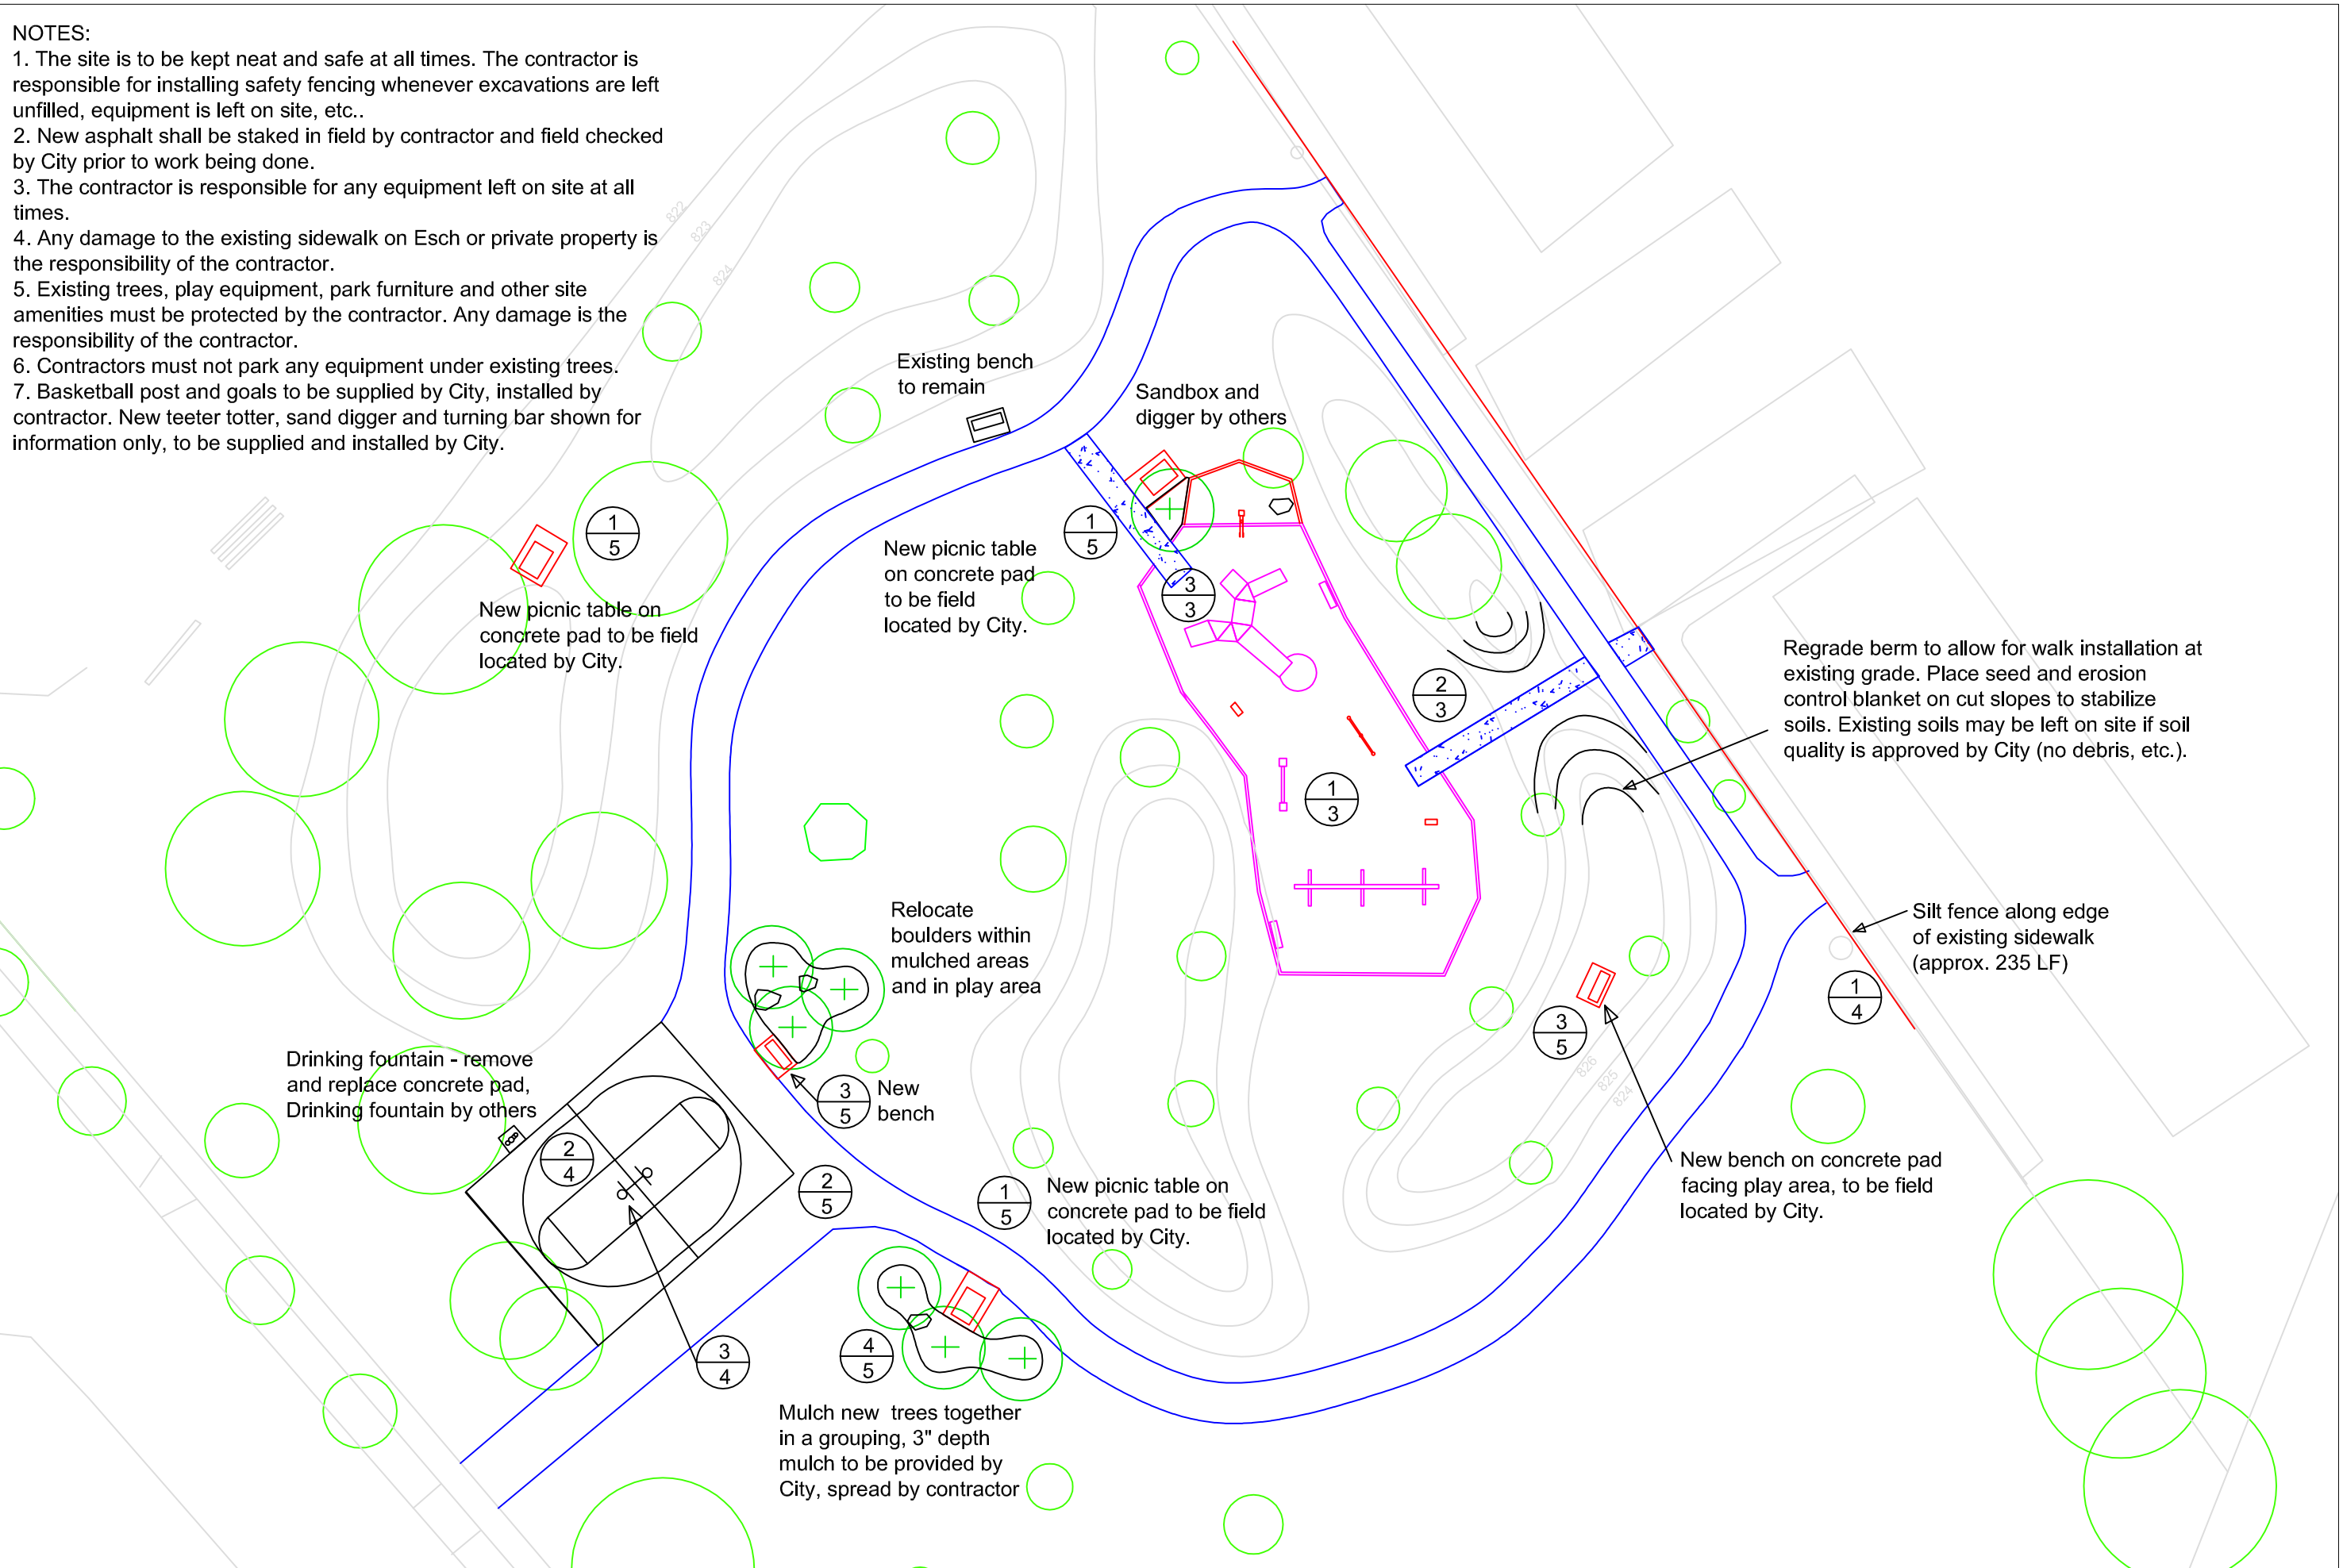 NOTES:
1. The site is to be kept neat and safe at all times. The contractor is
responsible for installing safety fencing whenever excavations are left
unfilled, equipment is left on site, etc..
2. New asphalt shall be staked in field by contractor and field checked
by City prior to work being done.
3. The contractor is responsible for any equipment left on site at all
times.
4. Any damage to the existing sidewalk on Esch or private property is
the responsibility of the contractor.
5. Existing trees, play equipment, park furniture and other site
amenities must be protected by the contractor. Any damage is the
responsibility of the contractor.
6. Contractors must not park any equipment under existing trees.
7. Basketball post and goals to be supplied by City, installed by
contractor. New teeter totter, sand digger and turning bar shown for
information only, to be supplied and installed by City.
822
823
824
Existing bench
to remain
Sandbox and
digger by others
1
5
New picnic table on
concrete pad to be field
located by City.
1
5
New picnic table
on concrete pad
to be field
located by City.
3
3
2
3
1
3
Regrade berm to allow for walk installation at
existing grade. Place seed and erosion
control blanket on cut slopes to stabilize
soils. Existing soils may be left on site if soil
quality is approved by City (no debris, etc.).
Relocate
boulders within
mulched areas
and in play area
Silt fence along edge
of existing sidewalk
(approx. 235 LF)
1
4
3
5
826
825
824
Drinking fountain - remove
and replace concrete pad,
Drinking fountain by others
3
5
New
bench
2
4
2
5
1
5
New picnic table on
concrete pad to be field
located by City.
New bench on concrete pad
facing play area, to be field
located by City.
3
4
4
5
Mulch new trees together
in a grouping, 3" depth
mulch to be provided by
City, spread by contractor